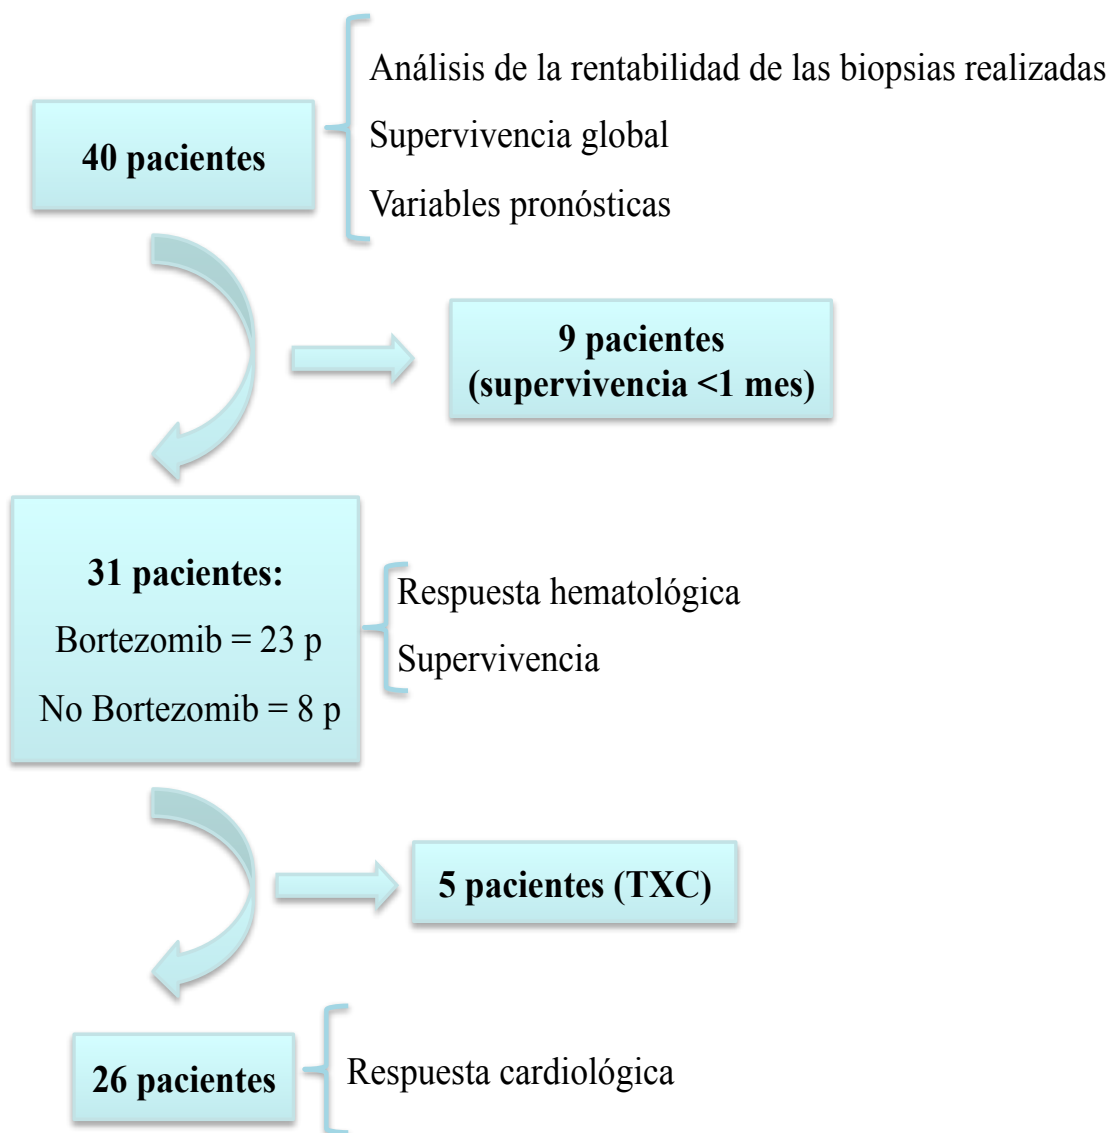 Análisis de la rentabilidad de las biopsias realizadas
40 pacientes
Supervivencia global
Variables pronósticas
9 pacientes
(supervivencia <1 mes)
31 pacientes:
Bortezomib = 23 p
No Bortezomib = 8 p
Respuesta hematológica
Supervivencia
5 pacientes (TXC)
26 pacientes
Respuesta cardiológica